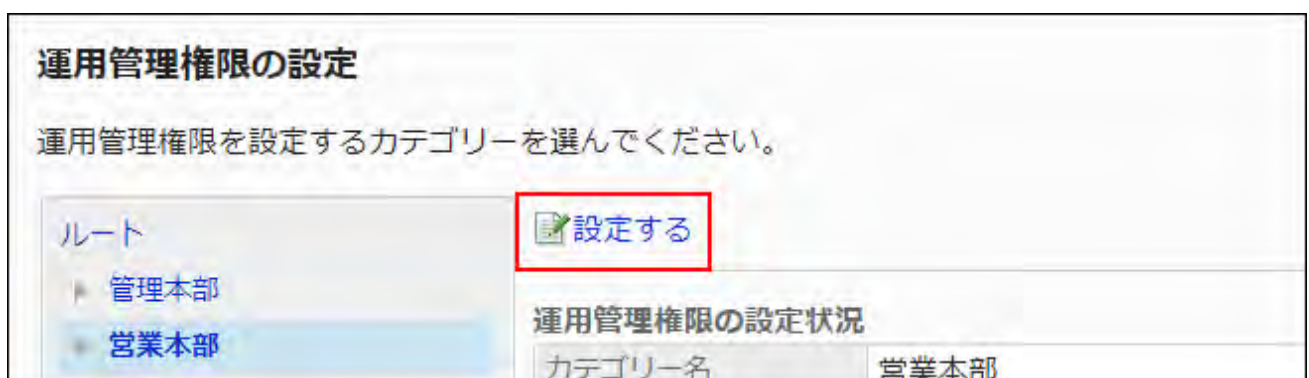 運用管理権限の設定
運用管理権限を設定するカテゴリーを選んでください。
ルート
管理本部
営業本部
設定する
運用管理権限の設定状況
カテゴリー名 営業本部